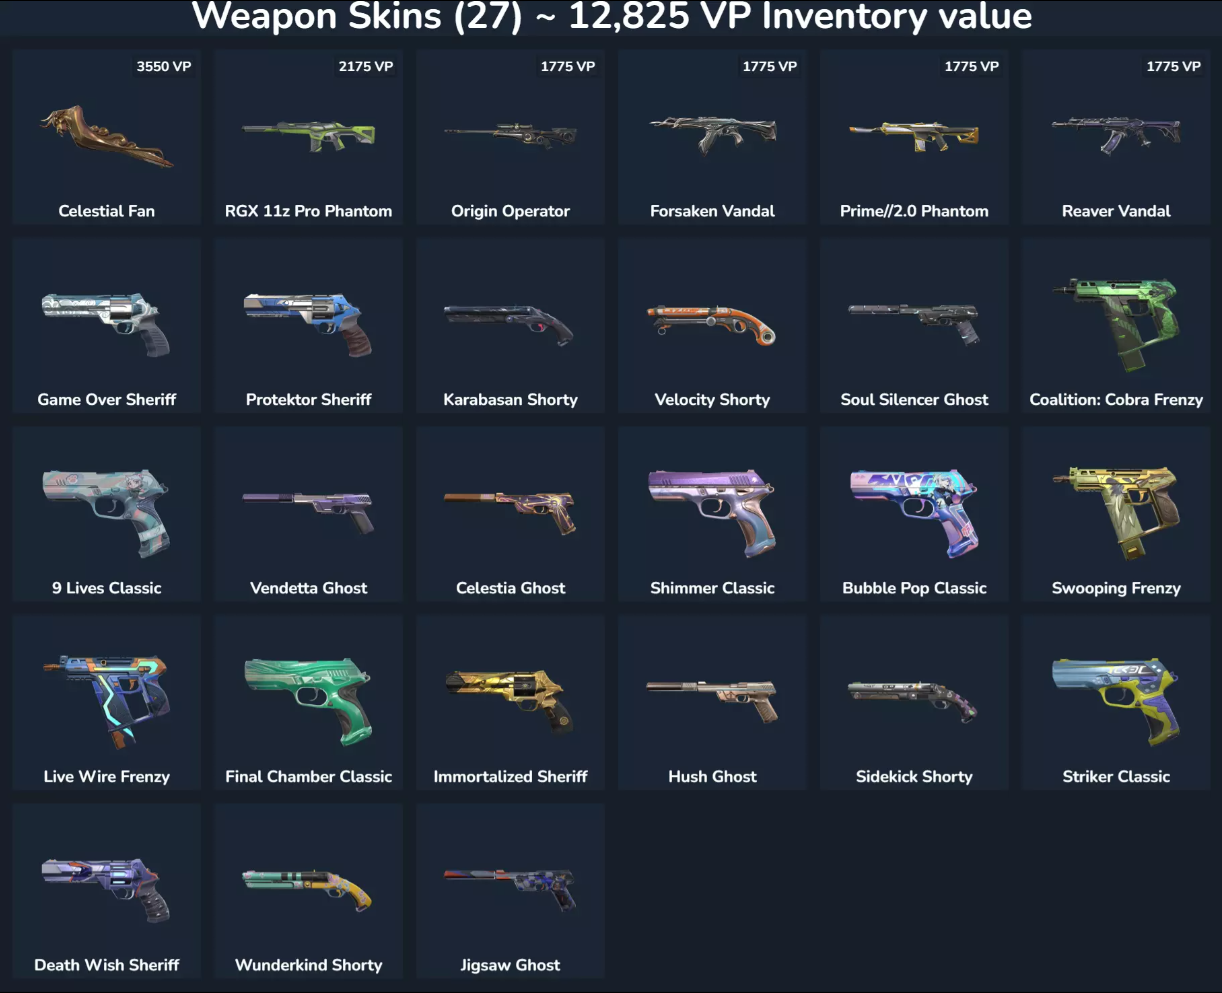 Weapon Skins (27) ~ 12,825 VP Inventory value
3550 VP
2175 VP
1775 VP
1775 VP
1775 VP
1775 VP
Celestial Fan
RGX 11z Pro Phantom
Origin Operator
Forsaken Vandal
Prime//2.0 Phantom
Reaver Vandal
Game Over Sheriff
Protektor Sheriff
Karabasan Shorty
Velocity Shorty
Soul Silencer Ghost
Coalition: Cobra Frenzy
9 Lives Classic
Vendetta Ghost
Celestia Ghost
Shimmer Classic
Bubble Pop Classic
Swooping Frenzy
Live Wire Frenzy
Final Chamber Classic
Immortalized Sheriff
Hush Ghost
Sidekick Shorty
Striker Classic
Death Wish Sheriff
Wunderkind Shorty
Jigsaw Ghost